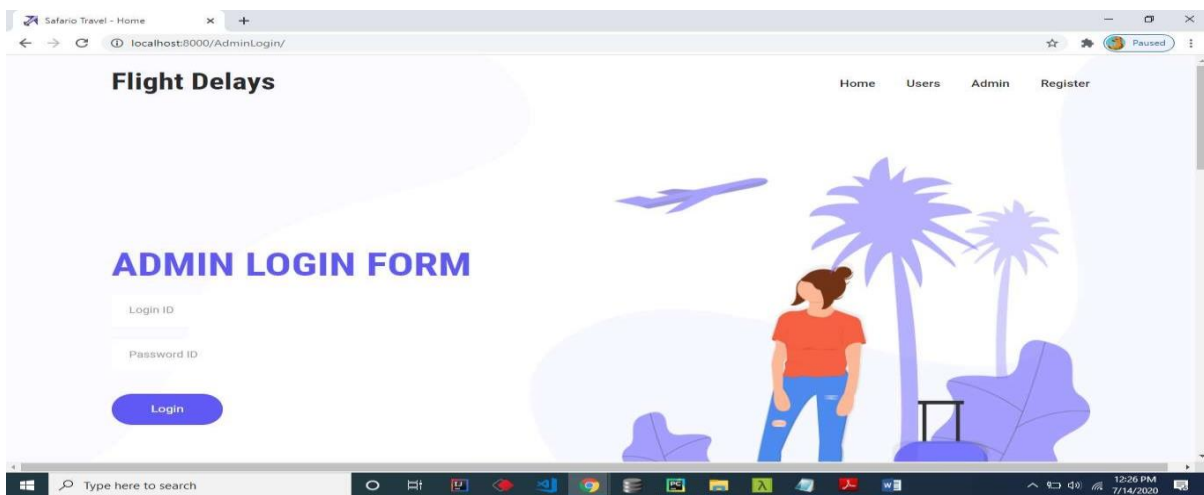 Safario Travel - Home
localhost:8000/AdminLogin/
Paused
Flight Delays
Home Users Admin Register
ADMIN LOGIN FORM
Login ID
Password ID
Login
Type here to search
12:26 PM
7/14/2020